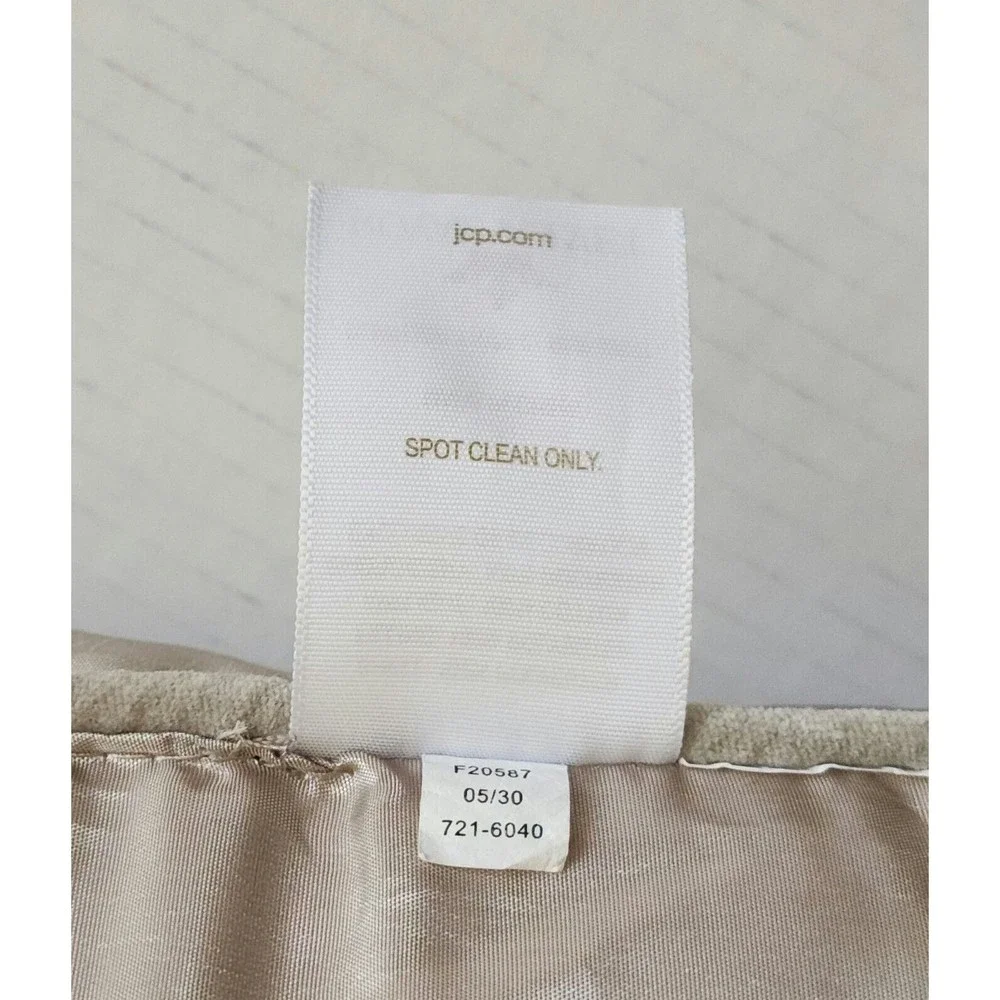 jcp.com
SPOT CLEAN ONLY.
F20587
05/30
721-6040